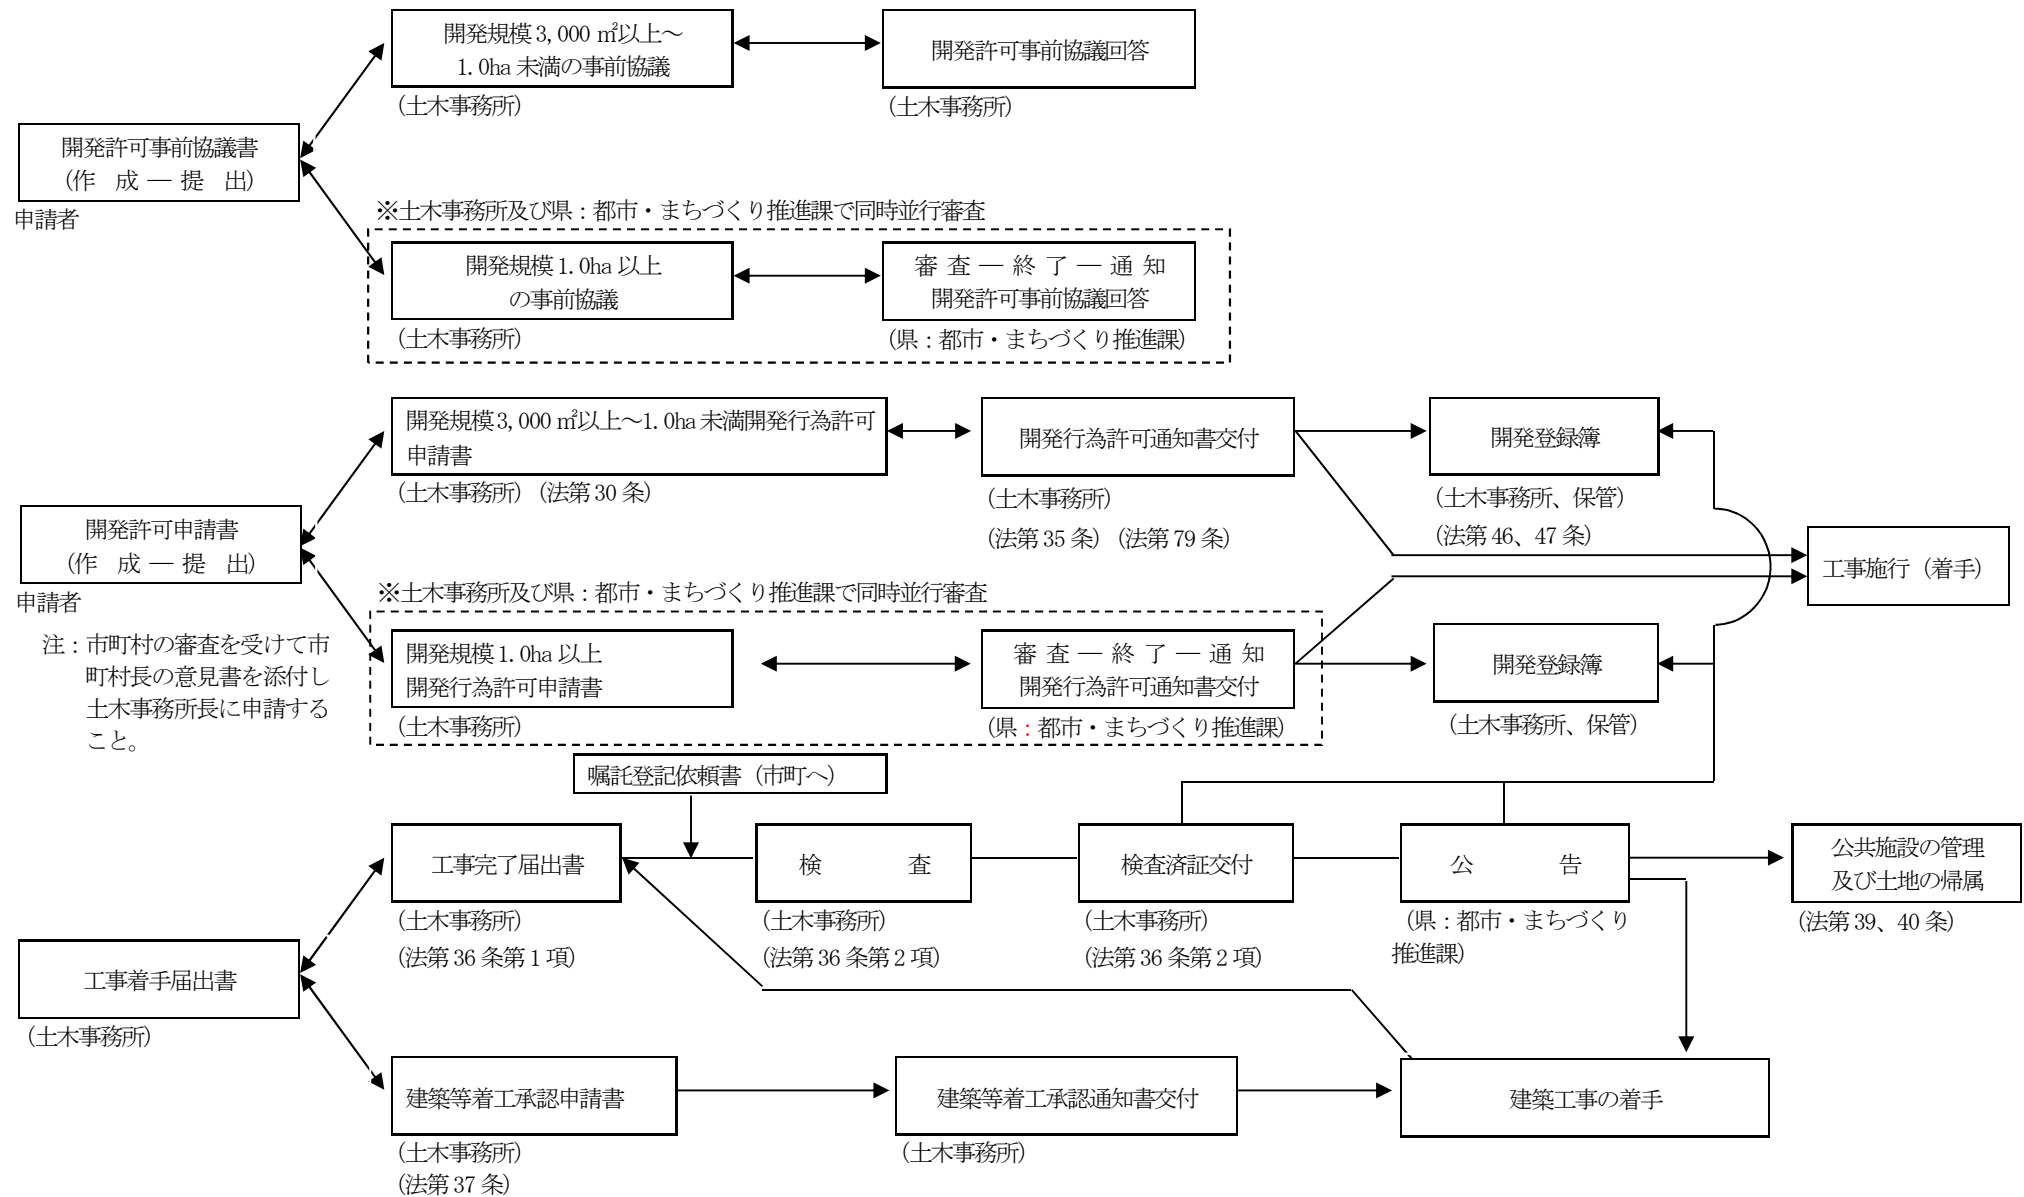 開発規模3,000㎡以上～
1.0ha未満の事前協議
(土木事務所)
開発許可事前協議回答
(土木事務所)
開発許可事前協議書
(作　成 ― 提　出)
申請者
※土木事務所及び県：都市・まちづくり推進課で同時並行審査
開発規模1.0ha以上
の事前協議
(土木事務所)
審 査 ― 終 了 ― 通 知
開発許可事前協議回答
(県：都市・まちづくり推進課)
開発規模3,000㎡以上～1.0ha未満開発行為許可
申請書
(土木事務所)(法第30条)
開発行為許可通知書交付
(土木事務所)
(法第35条)(法第79条)
開発登録簿
(土木事務所、保管)
(法第46、47条)
工事施行(着手)
開発許可申請書
(作　成 ― 提　出)
申請者
注：市町村の審査を受けて市
町村長の意見書を添付し
土木事務所長に申請する
こと。
※土木事務所及び県：都市・まちづくり推進課で同時並行審査
開発規模1.0ha以上
開発行為許可申請書
(土木事務所)
審 査 ― 終 了 ― 通 知
開発行為許可通知書交付
(県：都市・まちづくり推進課)
開発登録簿
(土木事務所、保管)
嘱託登記依頼書(市町へ)
工事完了届出書
(土木事務所)
(法第36条第1項)
検　　　査
(土木事務所)
(法第36条第2項)
検査済証交付
(土木事務所)
(法第36条第2項)
公　　　告
(県：都市・まちづくり
推進課)
公共施設の管理
及び土地の帰属
(法第39、40条)
工事着手届出書
(土木事務所)
建築等着工承認申請書
(土木事務所)
(法第37条)
建築等着工承認通知書交付
(土木事務所)
建築工事の着手